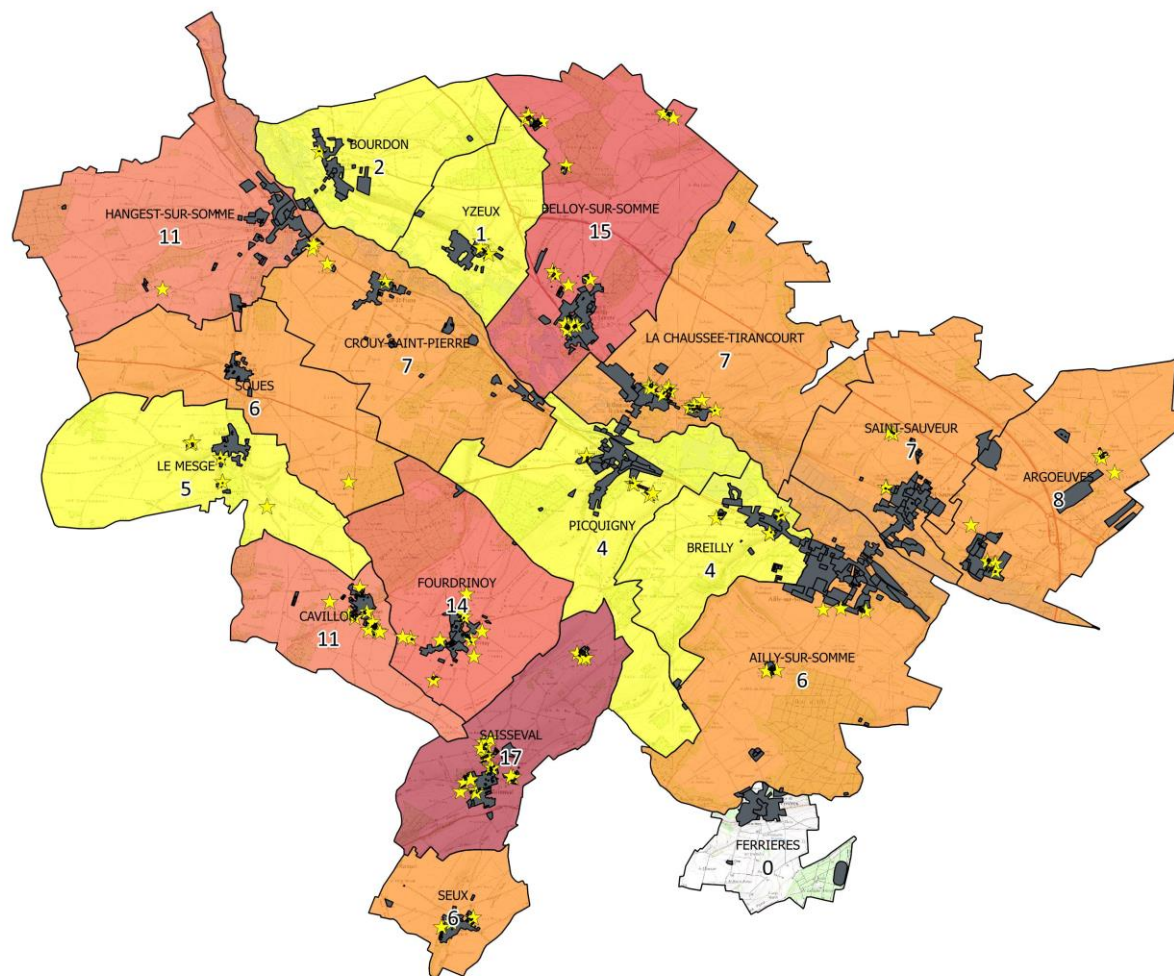 BOURDON
2
YZEUX
1
HANGEST-SUR-SOMME
11
BELLOY-SUR-SOMME
15
CROUY-SAINT-PIERRE
7
LA CHAUSSEE-TIRANCOURT
7
SOUES
6
SAINT-SAUVEUR
7
LE MESGE
5
ARGOEUVES
8
PICQUIGNY
4
BREILLY
4
FOURDRINOY
14
CAVILLON
11
AILLY-SUR-SOMME
6
SAISSEVAL
17
FERRIERES
0
SEUX
6